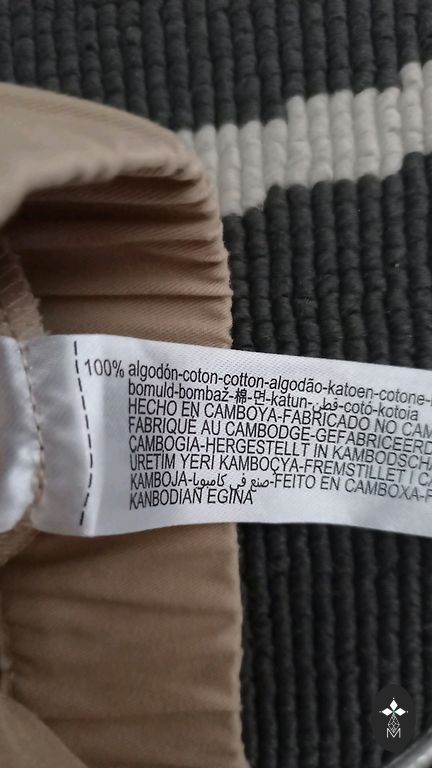 100% algodón-coton-cotton-algodão-katoen-cotone-
bomuld-bombaž-棉-면-katun-قطن-cotó-kotoia
HECHO EN CAMBOYA-FABRICADO NO CAM
FABRIQUÉ AU CAMBODGE-GEFABRICEERD
CAMBOGIA-HERGESTELLT IN KAMBODSCHA
ÜRETİM YERİ KAMBOÇYA-FREMSTILLET I CA
KAMBOJA-صنع في كامبوديا-FEITO EN CAMBOXA-F
KANBODIAN EGINA
M